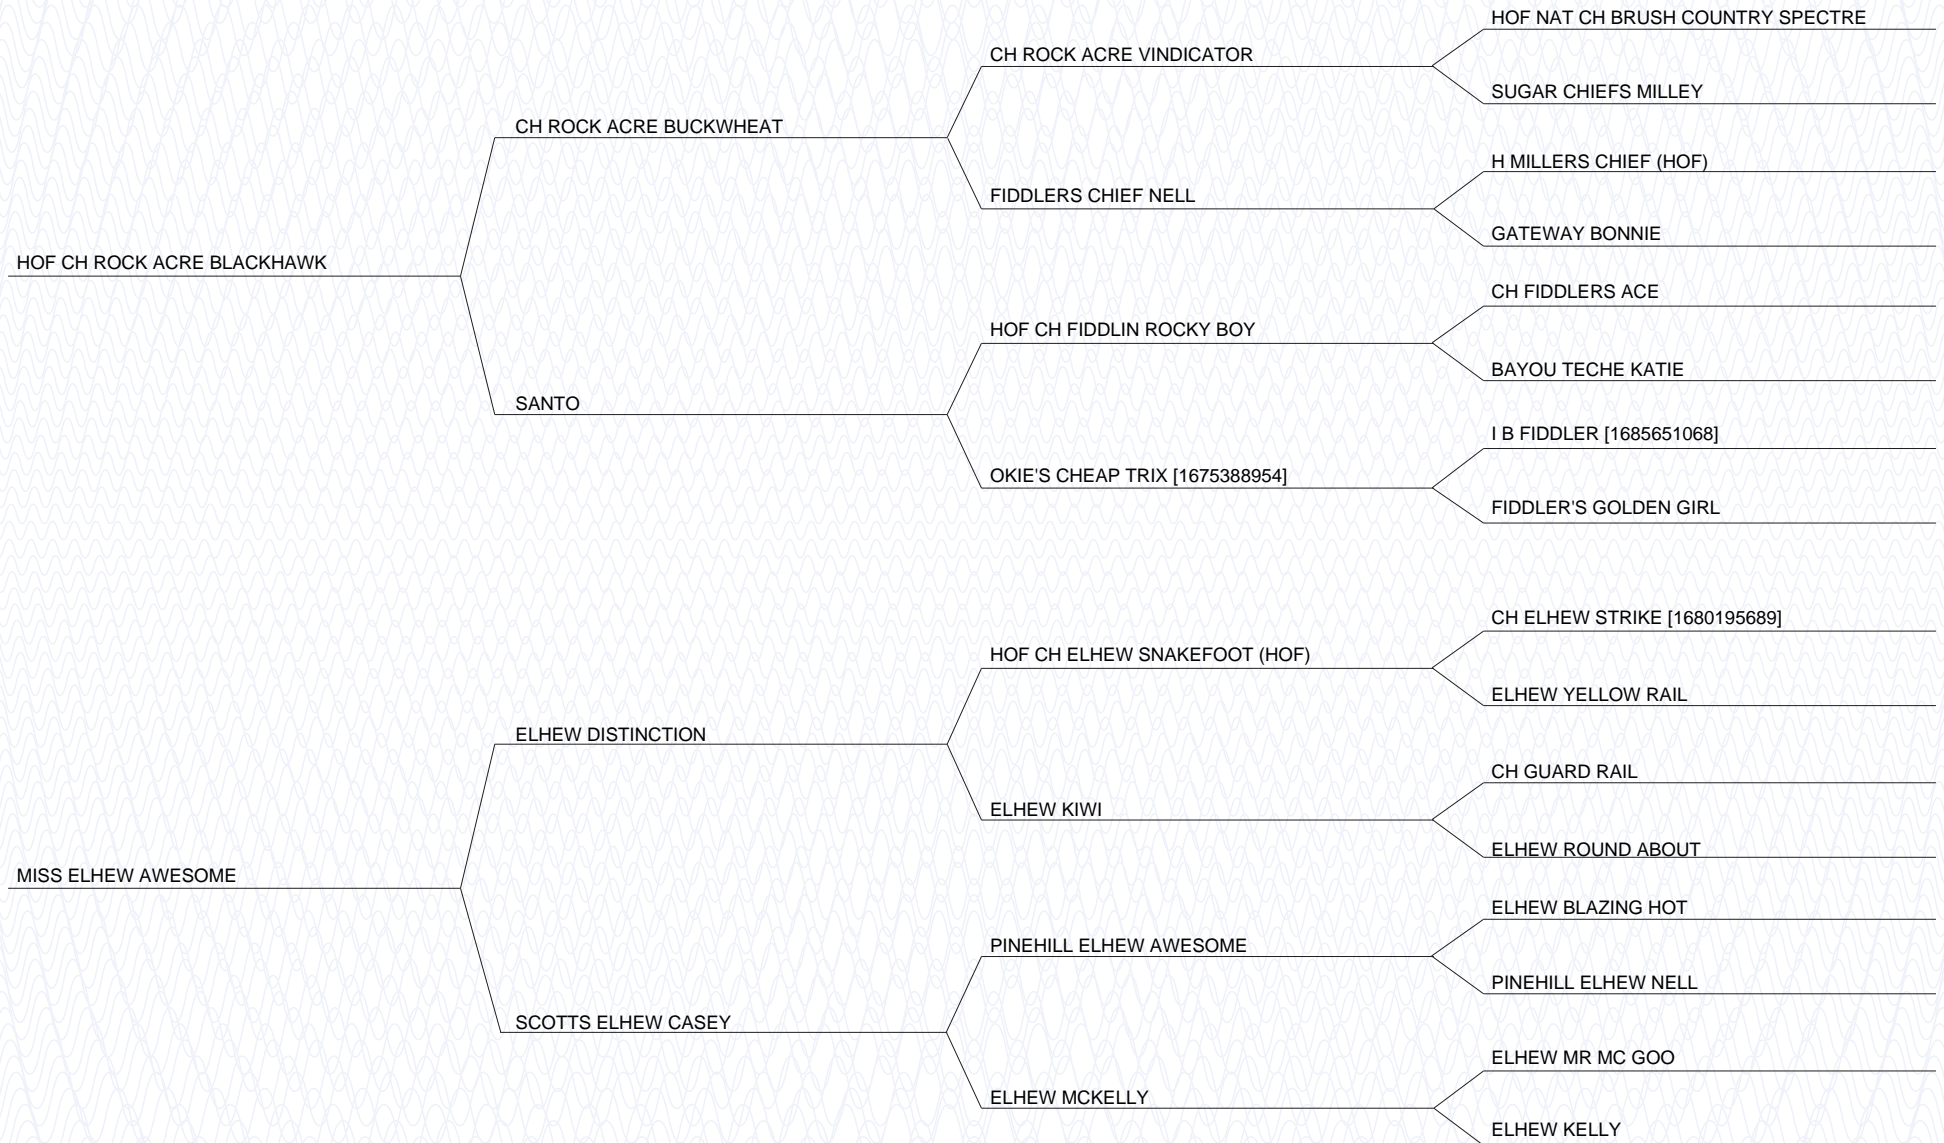 HOF NAT CH BRUSH COUNTRY SPECTRE
CH ROCK ACRE VINDICATOR
SUGAR CHIEFS MILLEY
CH ROCK ACRE BUCKWHEAT
H MILLERS CHIEF (HOF)
FIDDLERS CHIEF NELL
GATEWAY BONNIE
HOF CH ROCK ACRE BLACKHAWK
CH FIDDLERS ACE
HOF CH FIDDLIN ROCKY BOY
BAYOU TECHE KATIE
SANTO
I B FIDDLER [1685651068]
OKIE'S CHEAP TRIX [1675388954]
FIDDLER'S GOLDEN GIRL
CH ELHEW STRIKE [1680195689]
HOF CH ELHEW SNAKEFOOT (HOF)
ELHEW YELLOW RAIL
ELHEW DISTINCTION
CH GUARD RAIL
ELHEW KIWI
ELHEW ROUND ABOUT
MISS ELHEW AWESOME
ELHEW BLAZING HOT
PINEHILL ELHEW AWESOME
PINEHILL ELHEW NELL
SCOTTS ELHEW CASEY
ELHEW MR MC GOO
ELHEW MCKELLY
ELHEW KELLY